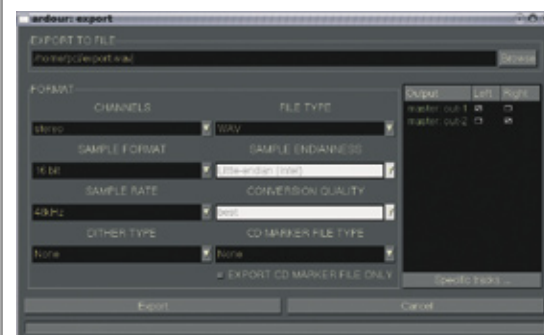 ardour: export
EXPORT TO FILE
/home/pc/export.wav
Browse
FORMAT
CHANNELS
FILE TYPE
stereo
WAV
SAMPLE FORMAT
SAMPLE ENDIANNESS
16 bit
Little-endian (Intel)
SAMPLE RATE
CONVERSION QUALITY
48kHz
best
DITHER TYPE
CD MARKER FILE TYPE
None
None
EXPORT CD MARKER FILE ONLY
Output Left Right
master: out-1
master: out-2
Specific tracks ...
Export
Cancel